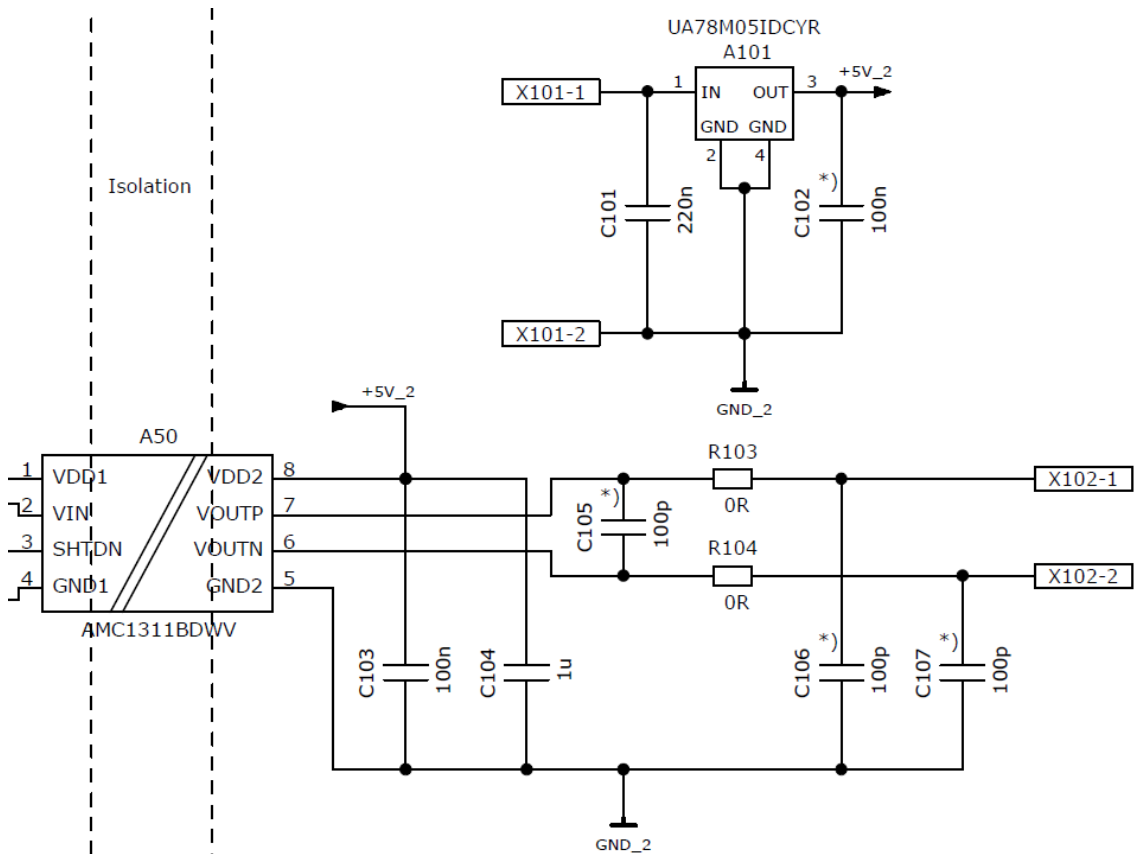 UA78M05IDCYR
A101
X101-1
1
IN
OUT
3
+5V_2
GND
GND
2
4
Isolation
C101
220n
*)
C102
100n
X101-2
GND_2
+5V_2
A50
1
VDD1
VDD2
8
2
VIN
VOUTP
7
3
SHTDN
VOUTN
6
4
GND1
GND2
5
AMC1311BDWV
R103
0R
X102-1
*)
C105
100p
R104
0R
X102-2
C103
100n
C104
1u
*)
C106
100p
*)
C107
100p
GND_2